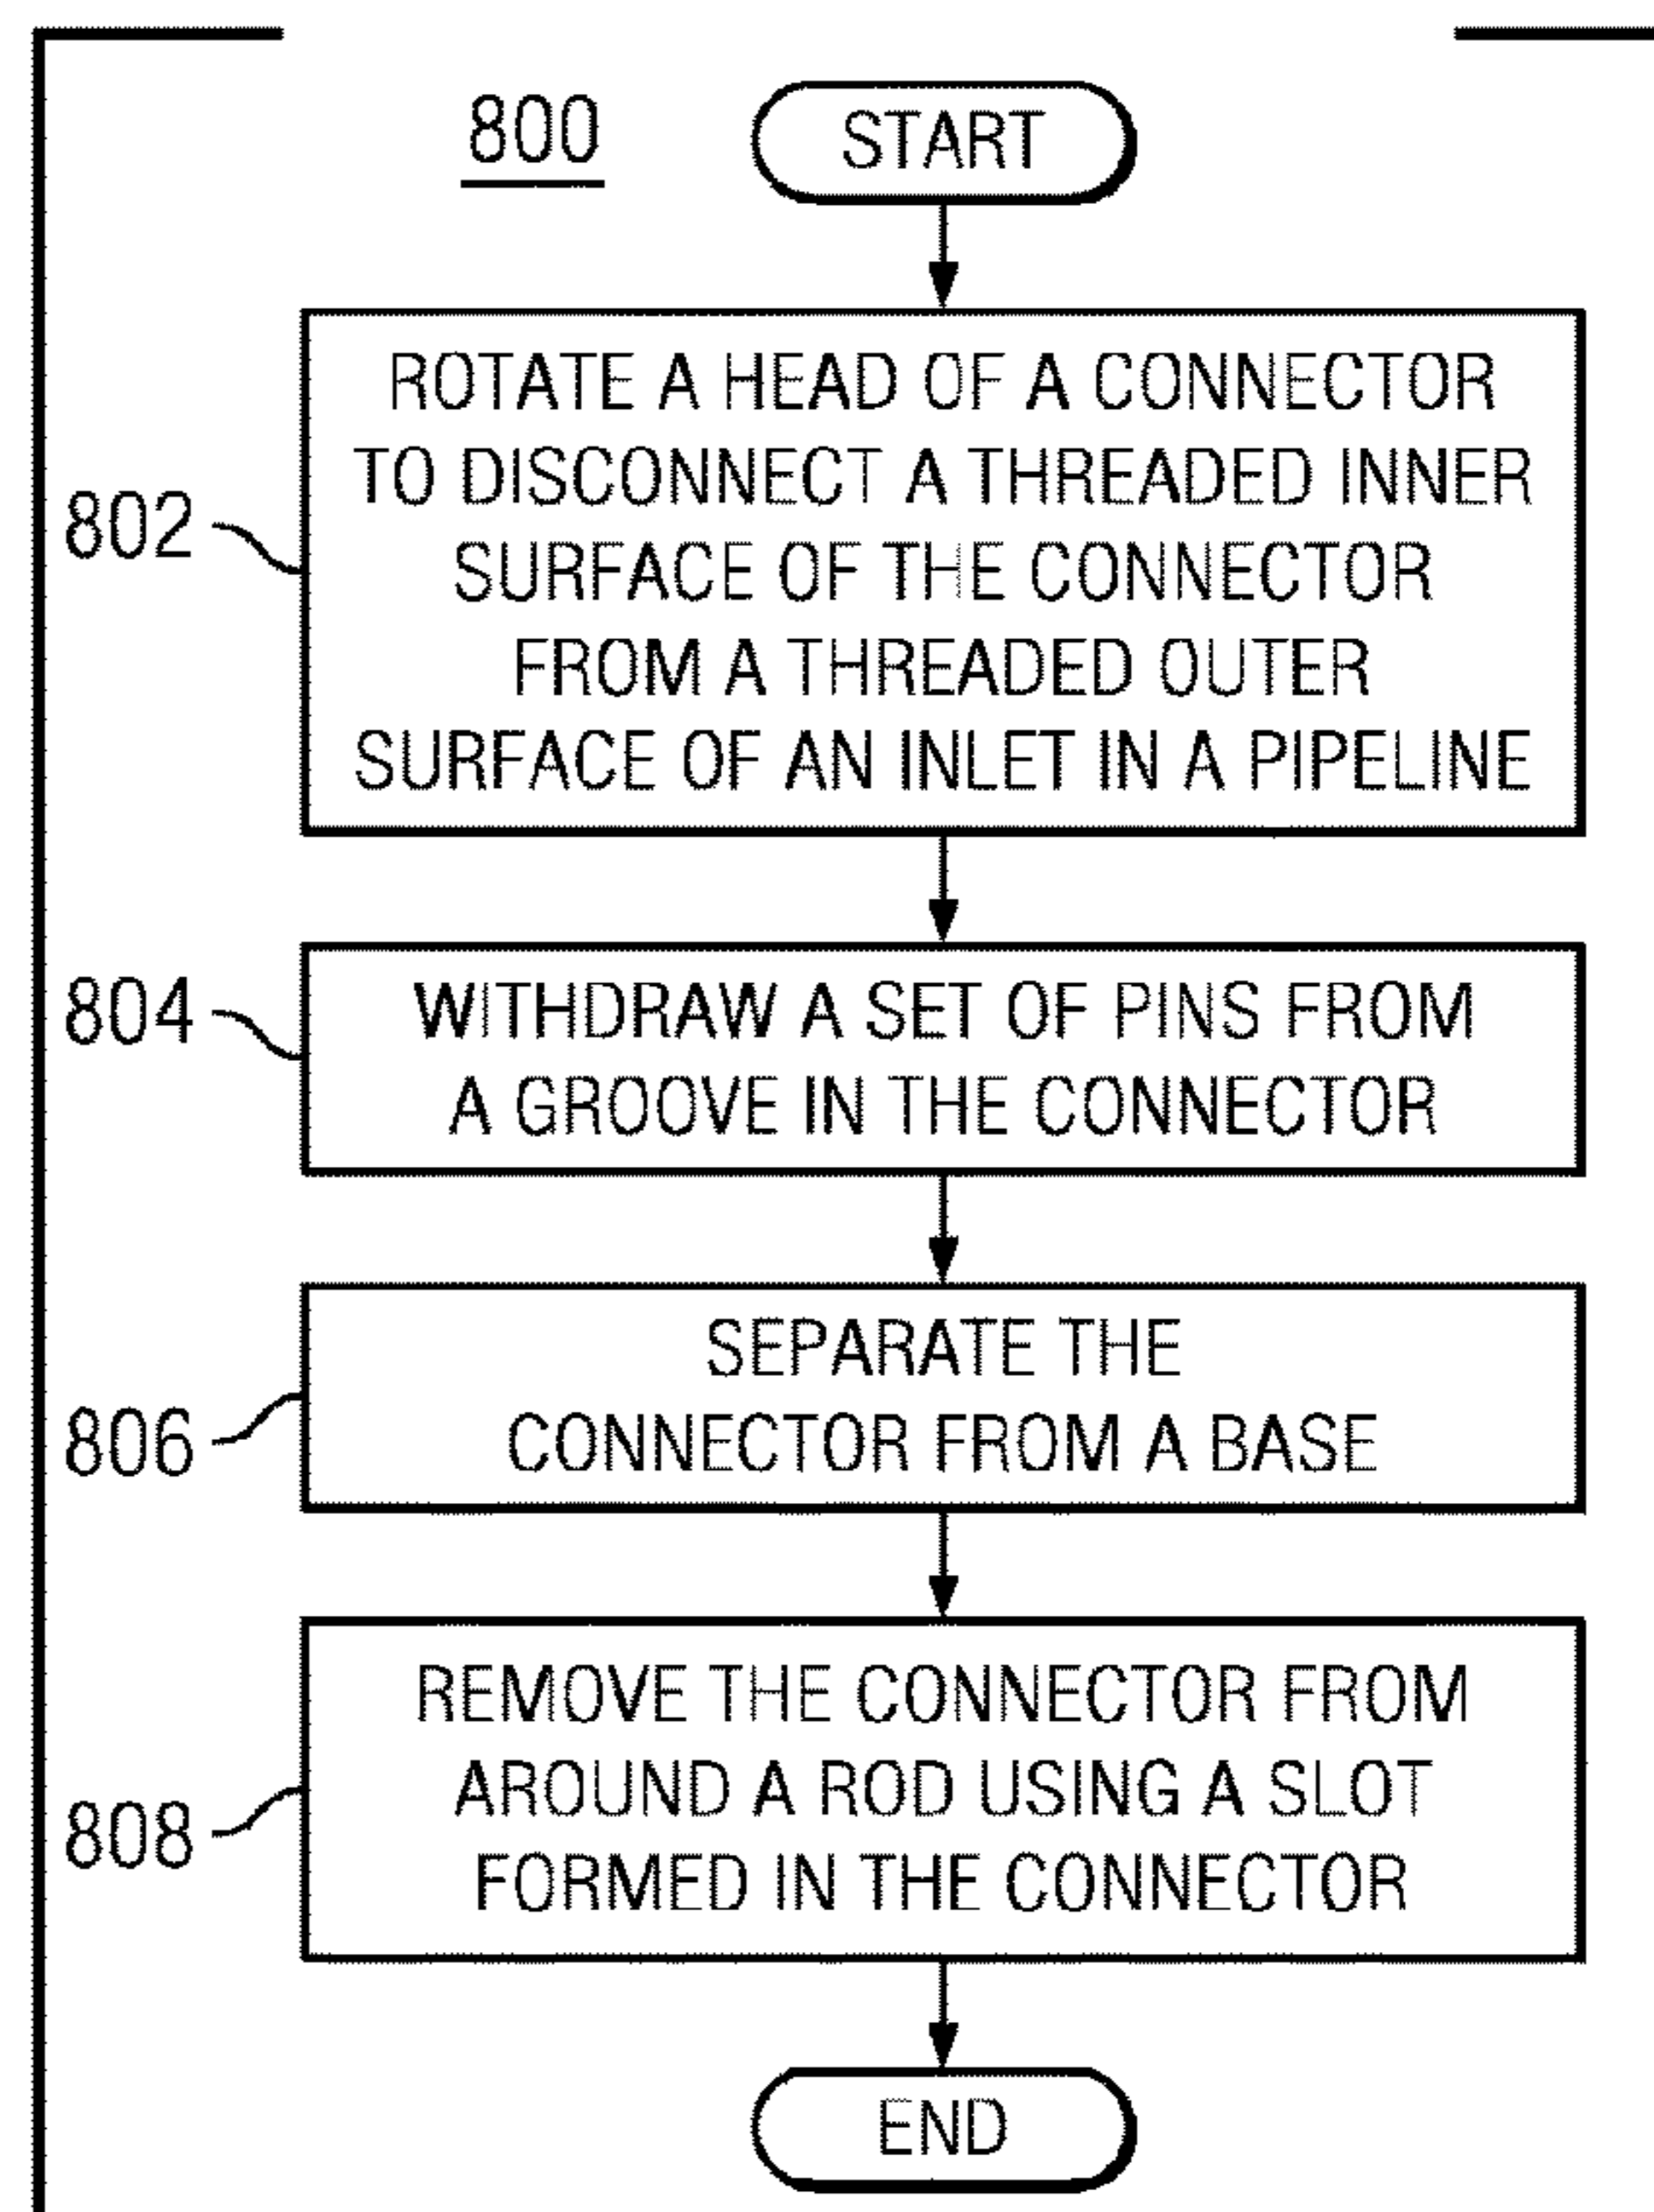 800
START
802
ROTATE A HEAD OF A CONNECTOR
TO DISCONNECT A THREADED INNER
SURFACE OF THE CONNECTOR
FROM A THREADED OUTER
SURFACE OF AN INLET IN A PIPELINE
804
WITHDRAW A SET OF PINS FROM
A GROOVE IN THE CONNECTOR
806
SEPARATE THE
CONNECTOR FROM A BASE
808
REMOVE THE CONNECTOR FROM
AROUND A ROD USING A SLOT
FORMED IN THE CONNECTOR
END